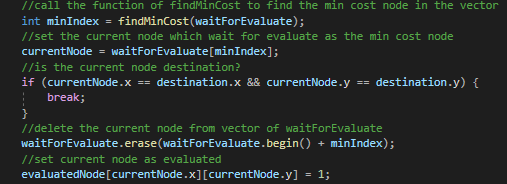 //call the function of findMinCost to find the min cost node in the vector
int minIndex = findMinCost(waitForEvaluate);
//set the current node which wait for evaluate as the min cost node
currentNode = waitForEvaluate[minIndex];
//is the current node destination?
if (currentNode.x == destination.x && currentNode.y == destination.y) {
break;
}
//delete the current node from vector of waitForEvaluate
waitForEvaluate.erase(waitForEvaluate.begin() + minIndex);
//set current node as evaluated
evaluatedNode[currentNode.x][currentNode.y] = 1;